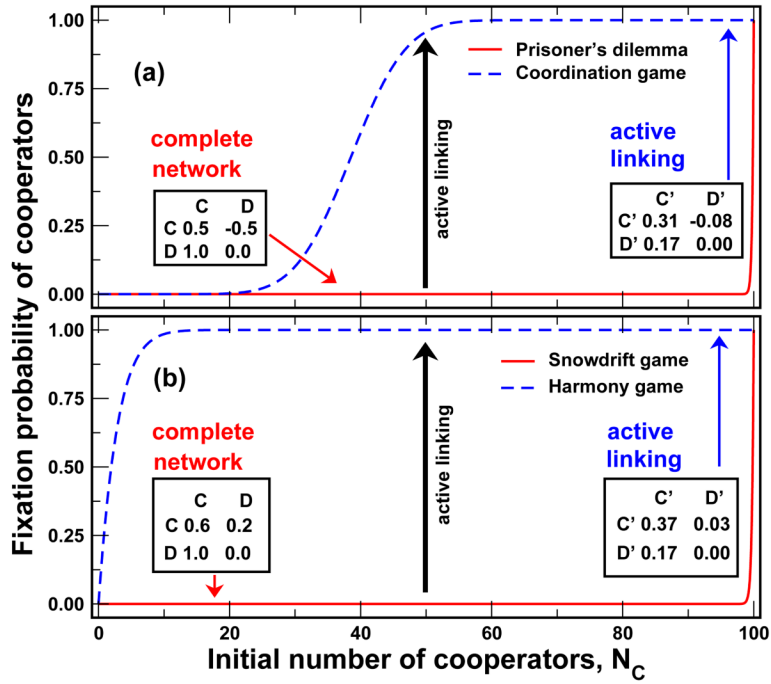 Fixation probability of cooperators
1.00
0.75
0.50
0.25
0.00
(a)
Prisoner's dilemma
Coordination game
complete
network
C D
C 0.5 -0.5
D 1.0 0.0
active linking
active
linking
C' D'
C' 0.31 -0.08
D' 0.17 0.00
1.00
0.75
0.50
0.25
0.00
(b)
Snowdrift game
Harmony game
complete
network
C D
C 0.6 0.2
D 1.0 0.0
active linking
active
linking
C' D'
C' 0.37 0.03
D' 0.17 0.00
0 20 40 60 80 100
Initial number of cooperators, N_C